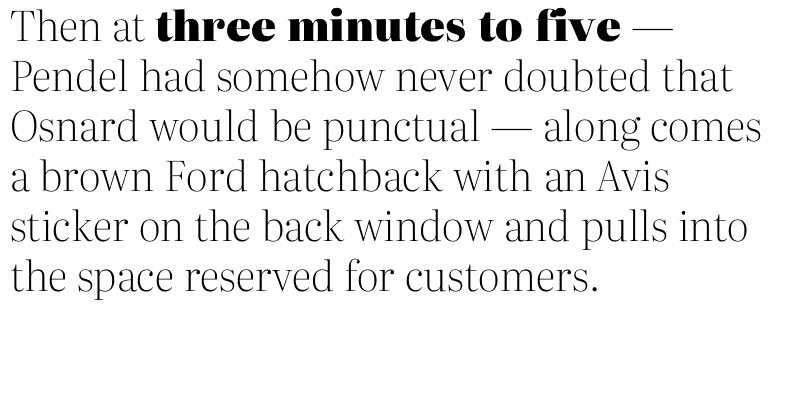 Then at three minutes to five —
Pendel had somehow never doubted that
Osnard would be punctual — along comes
a brown Ford hatchback with an Avis
sticker on the back window and pulls into
the space reserved for customers.